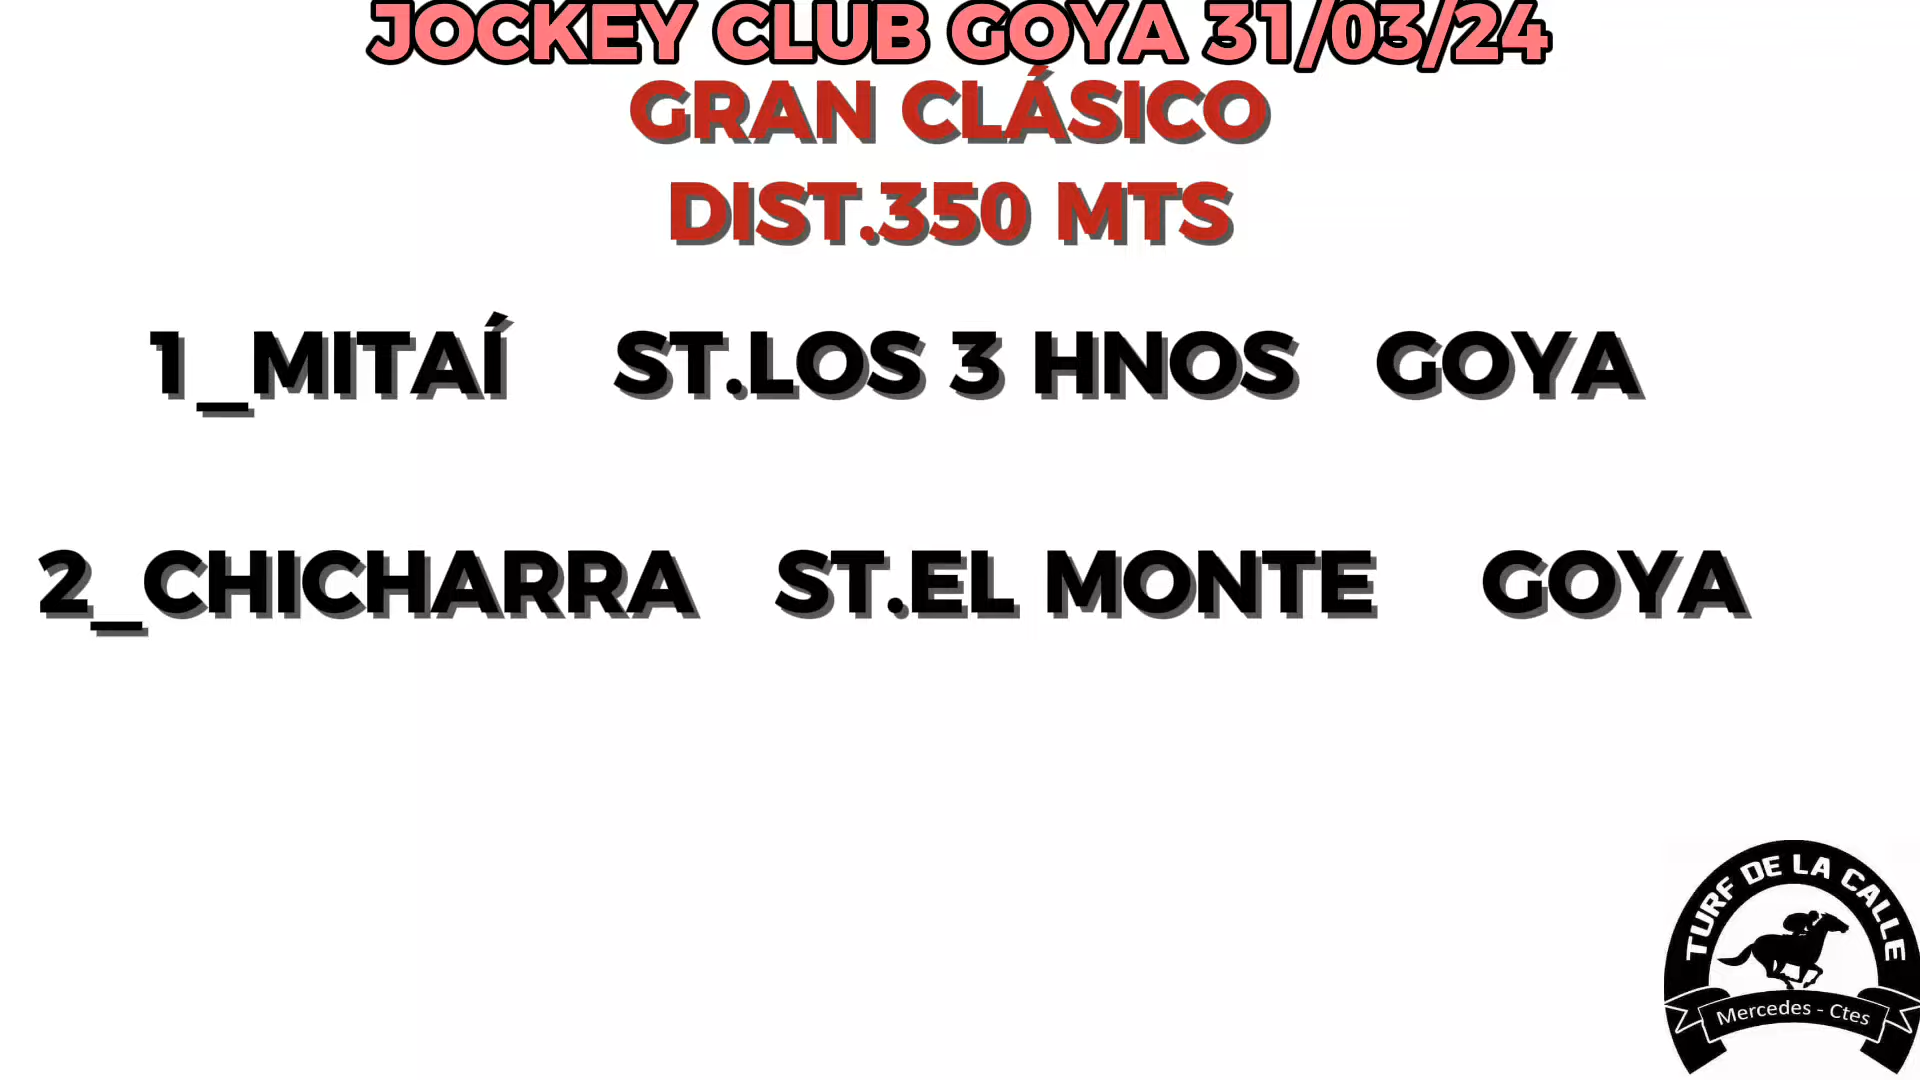 JOCKEY CLUB GOYA 31/03/24
GRAN CLÁSICO
DIST.350 MTS
1_MITAÍ ST.LOS 3 HNOS GOYA
2_CHICHARRA ST.EL MONTE GOYA
TURF DE LA CALLE
Mercedes - Ctes